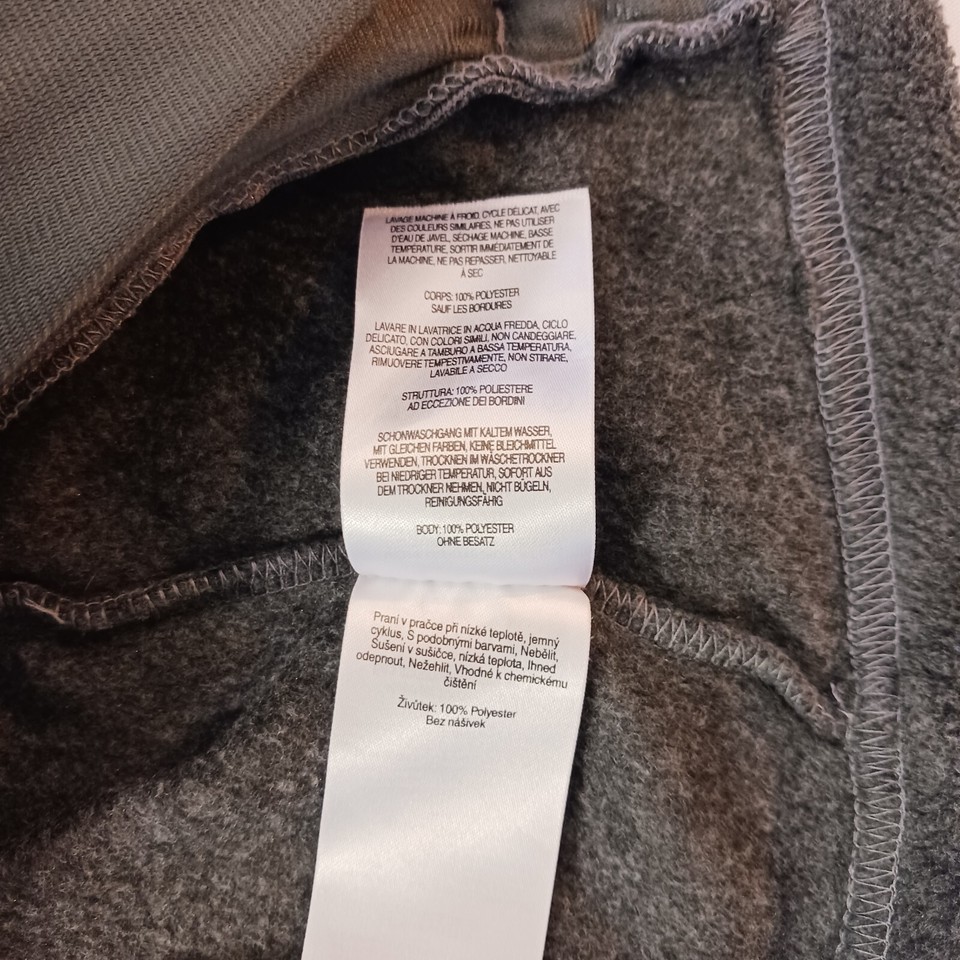 LAVAGE MACHINE À FROID, CYCLE DÉLICAT, AVEC
DES COULEURS SIMILAIRES, NE PAS UTILISER
D'EAU DE JAVEL, SÉCHAGE MACHINE, BASSE
TEMPÉRATURE, SORTIR IMMÉDIATEMENT DE
LA MACHINE, NE PAS REPASSER, NETTOYABLE
À SEC
CORPS: 100% POLYESTER
SAUF LES BORDURES
LAVARE IN LAVATRICE IN ACQUA FREDDA, CICLO
DELICATO, CON COLORI SIMILI, NON CANDEGGIARE,
ASCIUGARE A TAMBURO A BASSA TEMPERATURA,
RIMUOVERE TEMPESTIVAMENTE, NON STIRARE,
LAVABILE A SECCO
STRUTTURA: 100% POLIESTERE
AD ECCEZIONE DEI BORDINI
SCHONWASCHGANG MIT KALTEM WASSER,
MIT GLEICHEN FARBEN, KEINE BLEICHMITTEL
VERWENDEN, TROCKNEN IM WÄSCHETROCKNER
BEI NIEDRIGER TEMPERATUR, SOFORT AUS
DEM TROCKNER NEHMEN, NICHT BÜGELN,
REINIGUNGSFÄHIG
BODY: 100% POLYESTER
OHNE BESATZ
Praní v pračce při nízké teplotě, jemný
cyklus, S podobnými barvami, Nebělit,
Sušení v sušičce, nízká teplota, Ihned
odepnout, Nežehlit, Vhodné k chemickému
čištění
Živůtek: 100% Polyester
Bez nášivek